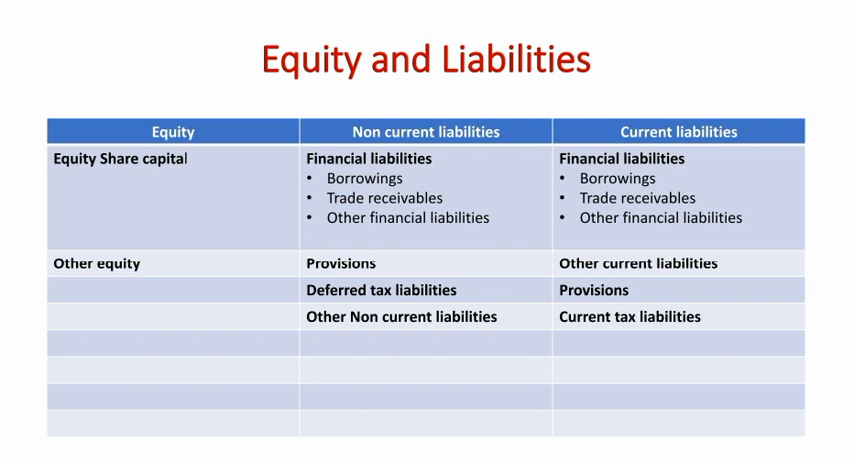 Equity and Liabilities
Equity Non current liabilities Current liabilities
Equity Share capital Financial liabilities Financial liabilities
• Borrowings • Borrowings
• Trade receivables • Trade receivables
• Other financial liabilities • Other financial liabilities
Other equity Provisions Other current liabilities
Deferred tax liabilities Provisions
Other Non current liabilities Current tax liabilities